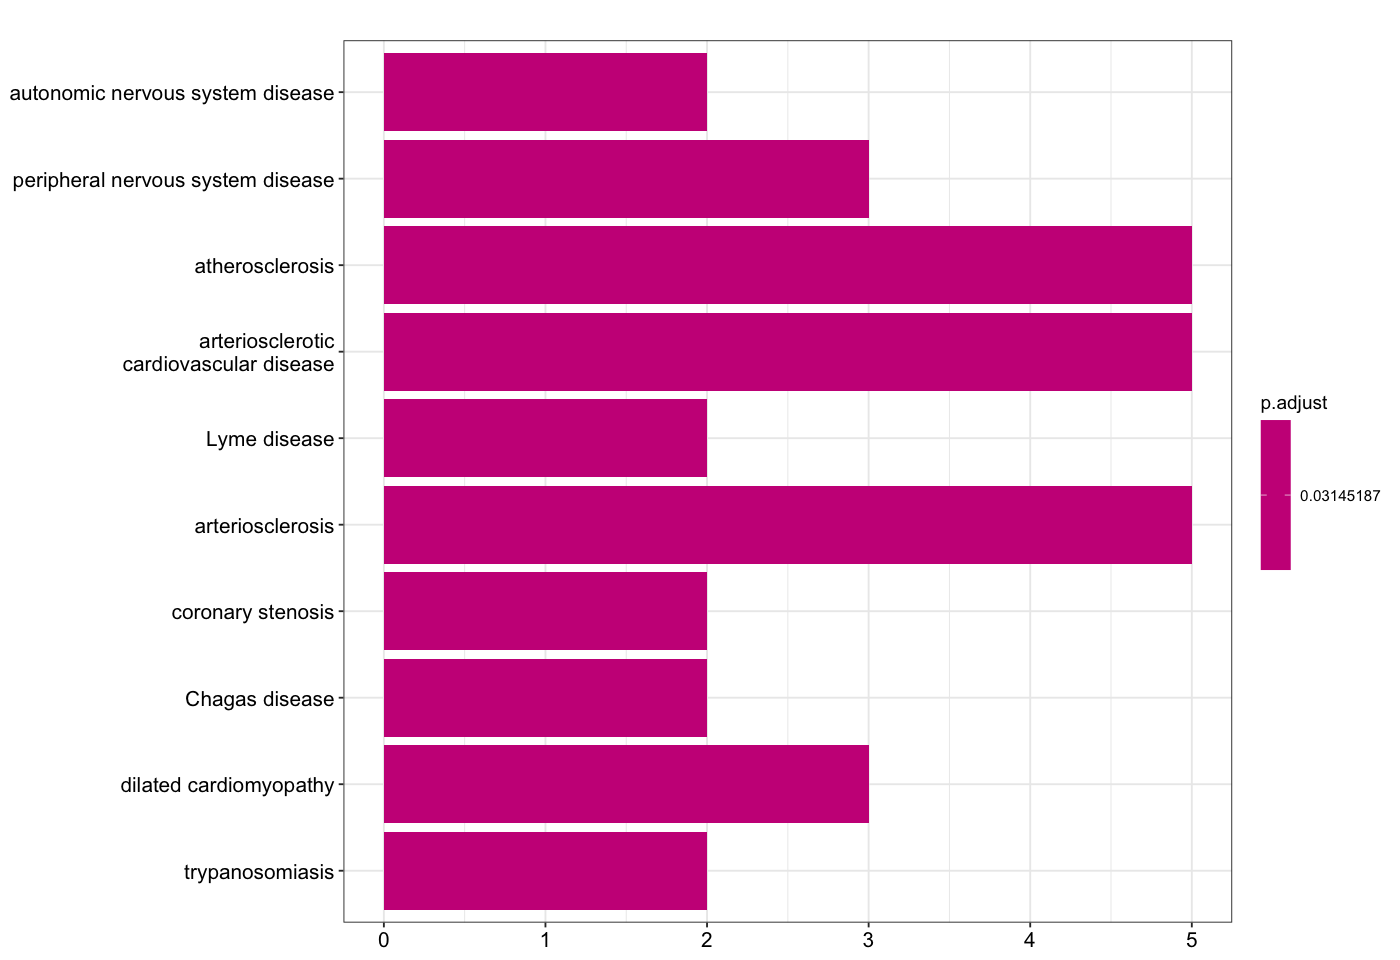 autonomic nervous system disease
peripheral nervous system disease
atherosclerosis
arteriosclerotic
cardiovascular disease
Lyme disease
arteriosclerosis
coronary stenosis
Chagas disease
dilated cardiomyopathy
trypanosomiasis
0 1 2 3 4 5
p.adjust
0.03145187